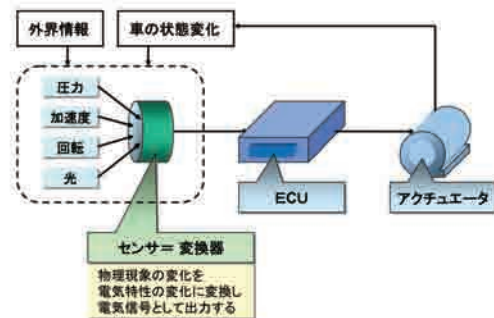 外界情報
車の状態変化
圧力
加速度
回転
光
ECU
アクチュエータ
センサ＝変換器
物理現象の変化を
電気特性の変化に変換し
電気信号として出力する